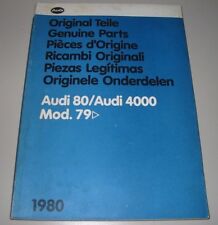 Audi
Original Teile
Genuine Parts
Pièces d'Origine
Ricambi Originali
Piezas Legítimas
Originele Onderdelen
Audi 80/Audi 4000
Mod. 79▷
1980